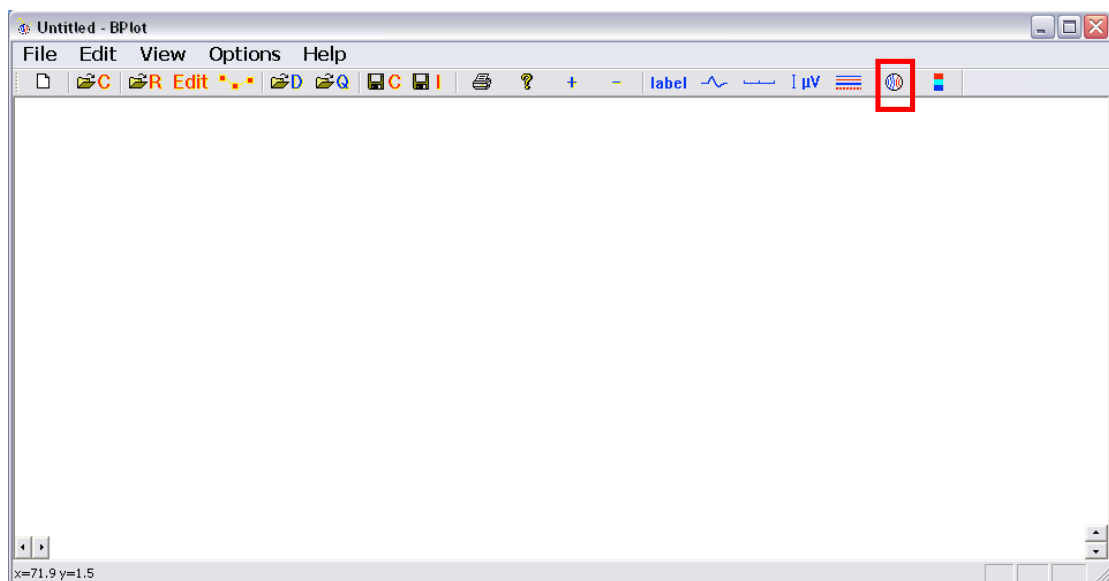 Untitled - BPlot
File Edit View Options Help
C R Edit D Q C I ? + - label I µV
x=71.9 y=1.5